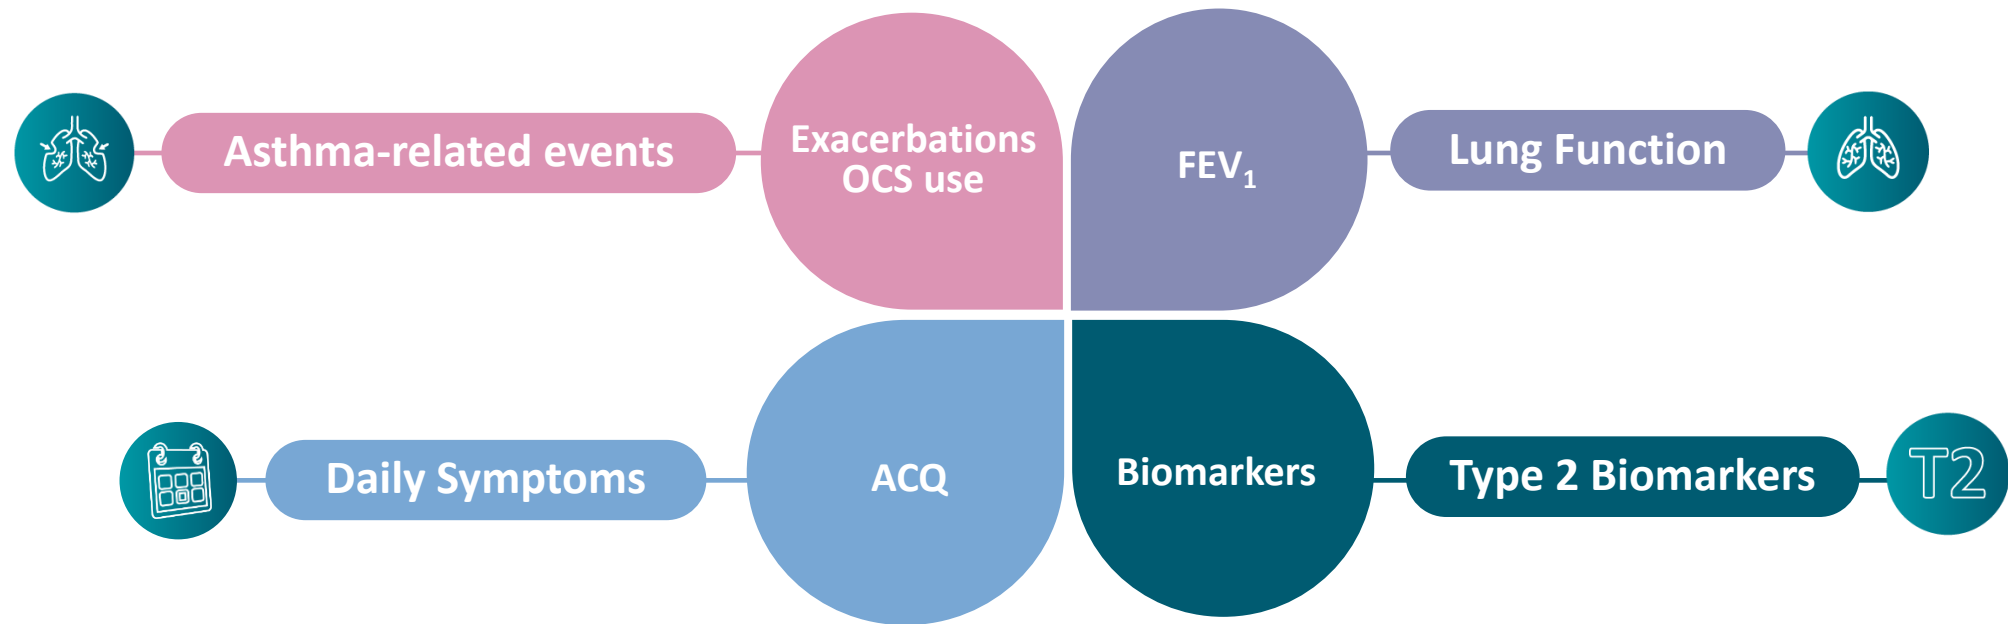 Asthma-related events
Exacerbations
OCS use
FEV₁
Lung Function
Daily Symptoms
ACQ
Biomarkers
Type 2 Biomarkers
T2